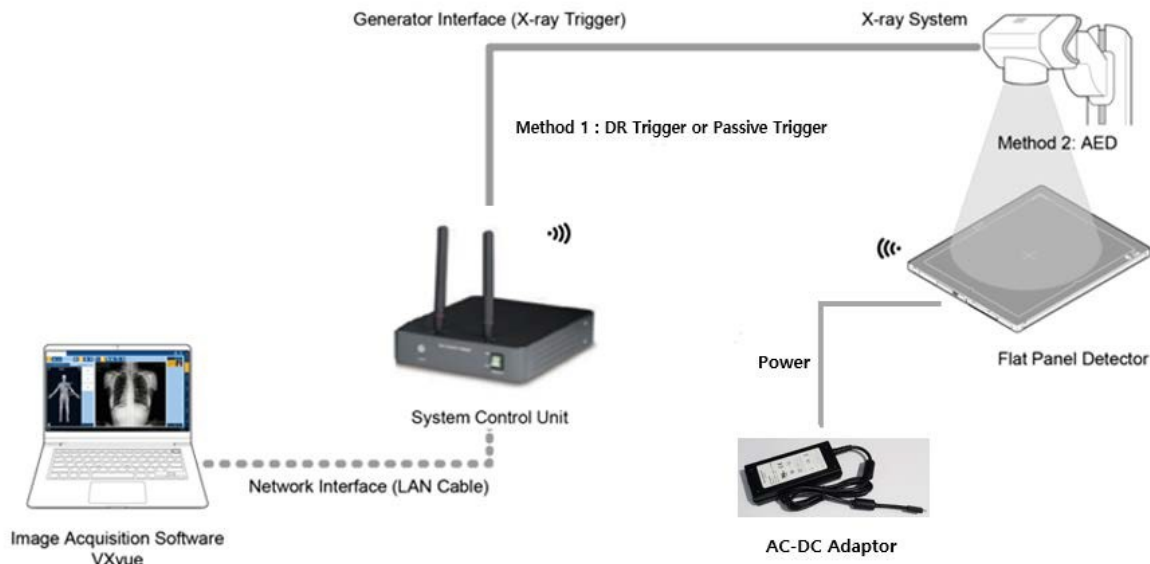 Generator Interface (X-ray Trigger)
X-ray System
Method 1 : DR Trigger or Passive Trigger
Method 2: AED
Power
Flat Panel Detector
System Control Unit
Network Interface (LAN Cable)
AC-DC Adaptor
Image Acquisition Software
VXvue